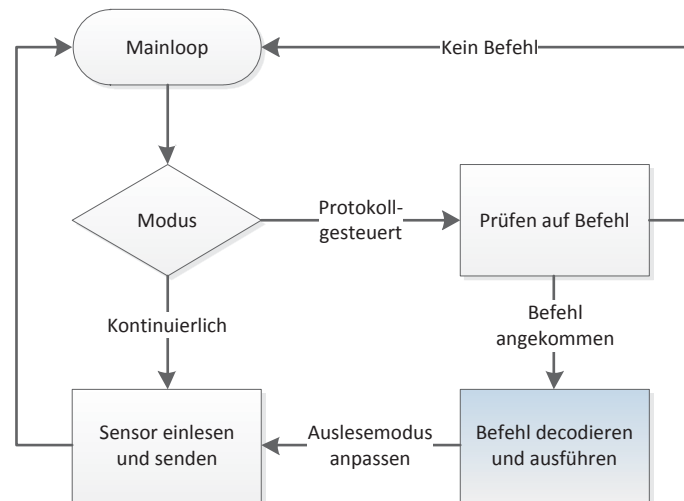 Mainloop
Kein Befehl
Modus
Protokoll-
gesteuert
Prüfen auf Befehl
Kontinuierlich
Befehl
angekommen
Sensor einlesen
und senden
Auslesemodus
anpassen
Befehl decodieren
und ausführen